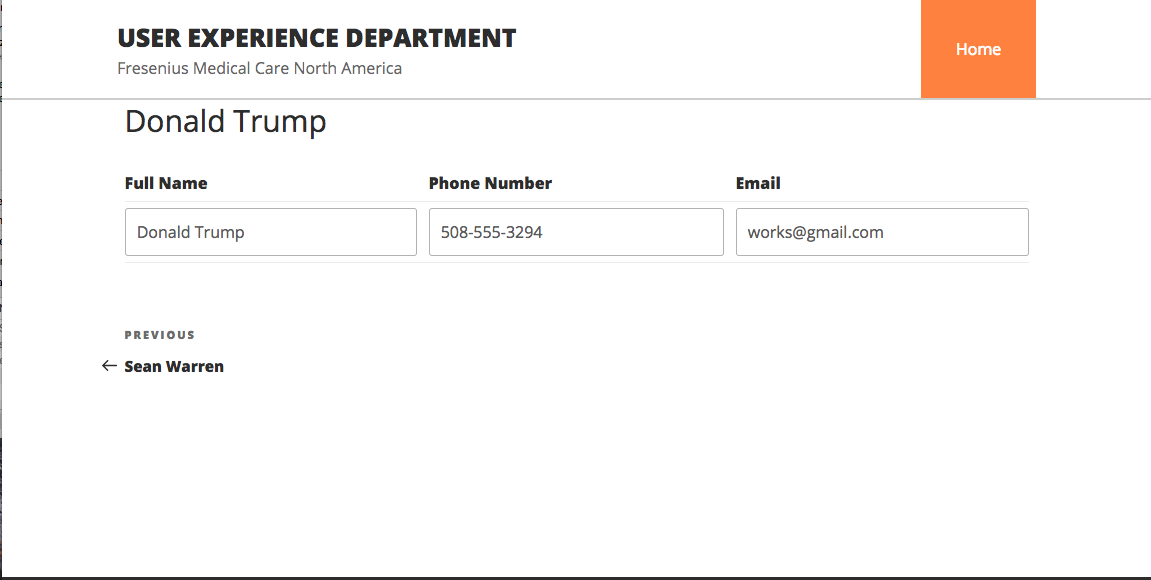 USER EXPERIENCE DEPARTMENT
Fresenius Medical Care North America
Home
Donald Trump
Full Name Phone Number Email
Donald Trump 508-555-3294 works@gmail.com
PREVIOUS
← Sean Warren